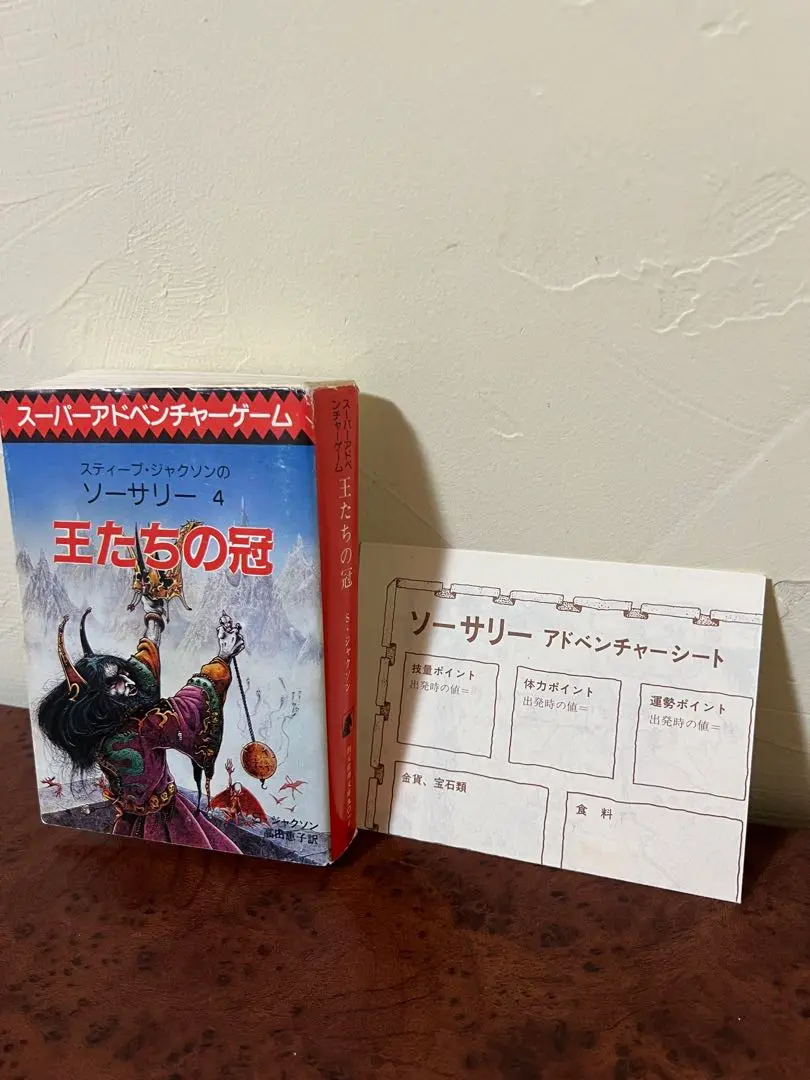 スーパーアドベンチャーゲーム
スティーブ・ジャクソンの
ソーサリー 4
王たちの冠
ジャクソン
高田恵子訳
スーパーアドベ
ンチャーゲーム
王たちの冠
S・ジャクソン
ソーサリー アドベンチャーシート
技量ポイント
出発時の値=
体力ポイント
出発時の値=
運勢ポイント
出発時の値=
金貨、宝石類
食 料